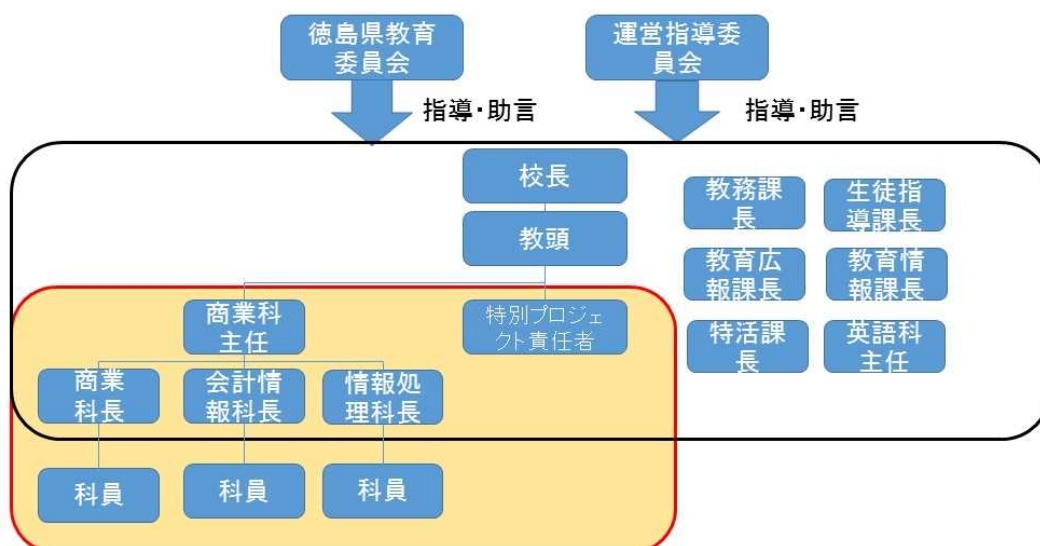 徳島県教育
委員会
運営指導委
員会
指導・助言
指導・助言
校長
教頭
教務課
長
生徒指
導課長
教育広
報課長
教育情
報課長
特活課
長
英語科
主任
商業科
主任
特別プロジェ
クト責任者
商業
科長
会計情
報科長
情報処
理科長
科員
科員
科員